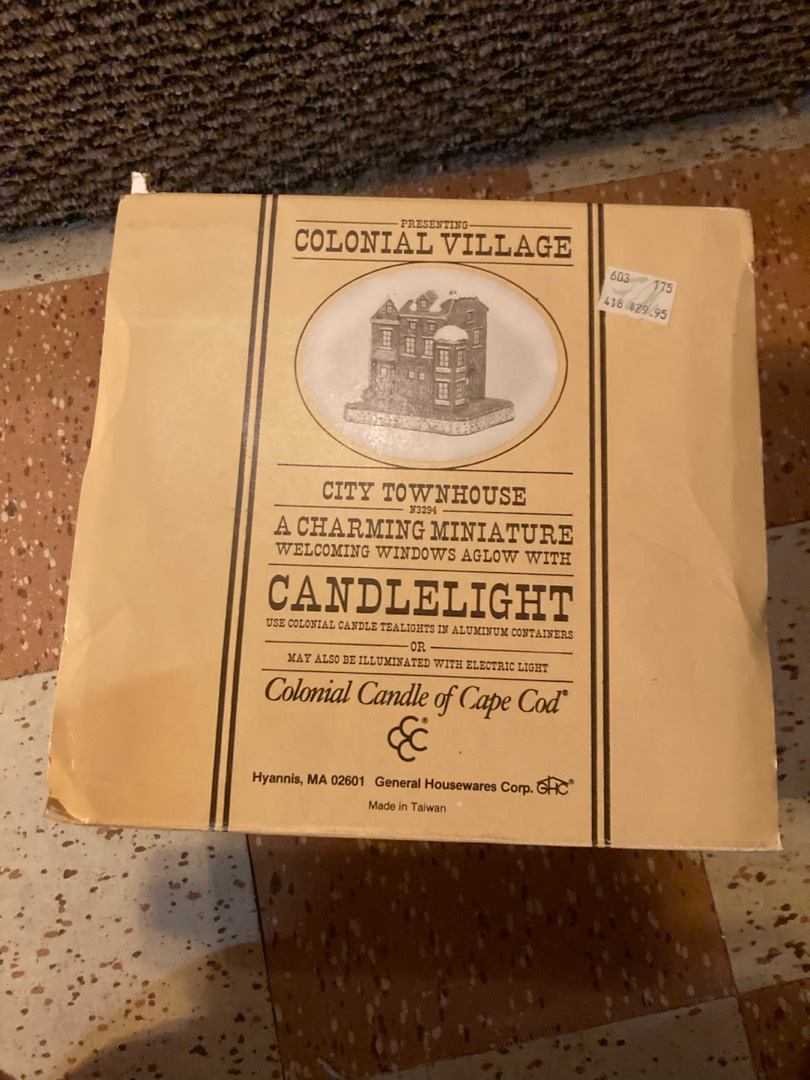 PRESENTING
COLONIAL VILLAGE
603 175
418 $29.95
CITY TOWNHOUSE
N3294
A CHARMING MINIATURE
WELCOMING WINDOWS AGLOW WITH
CANDLELIGHT
USE COLONIAL CANDLE TEALIGHTS IN ALUMINUM CONTAINERS
OR
MAY ALSO BE ILLUMINATED WITH ELECTRIC LIGHT
Colonial Candle of Cape Cod®
CCCC®
Hyannis, MA 02601 General Housewares Corp. GHC®
Made in Taiwan